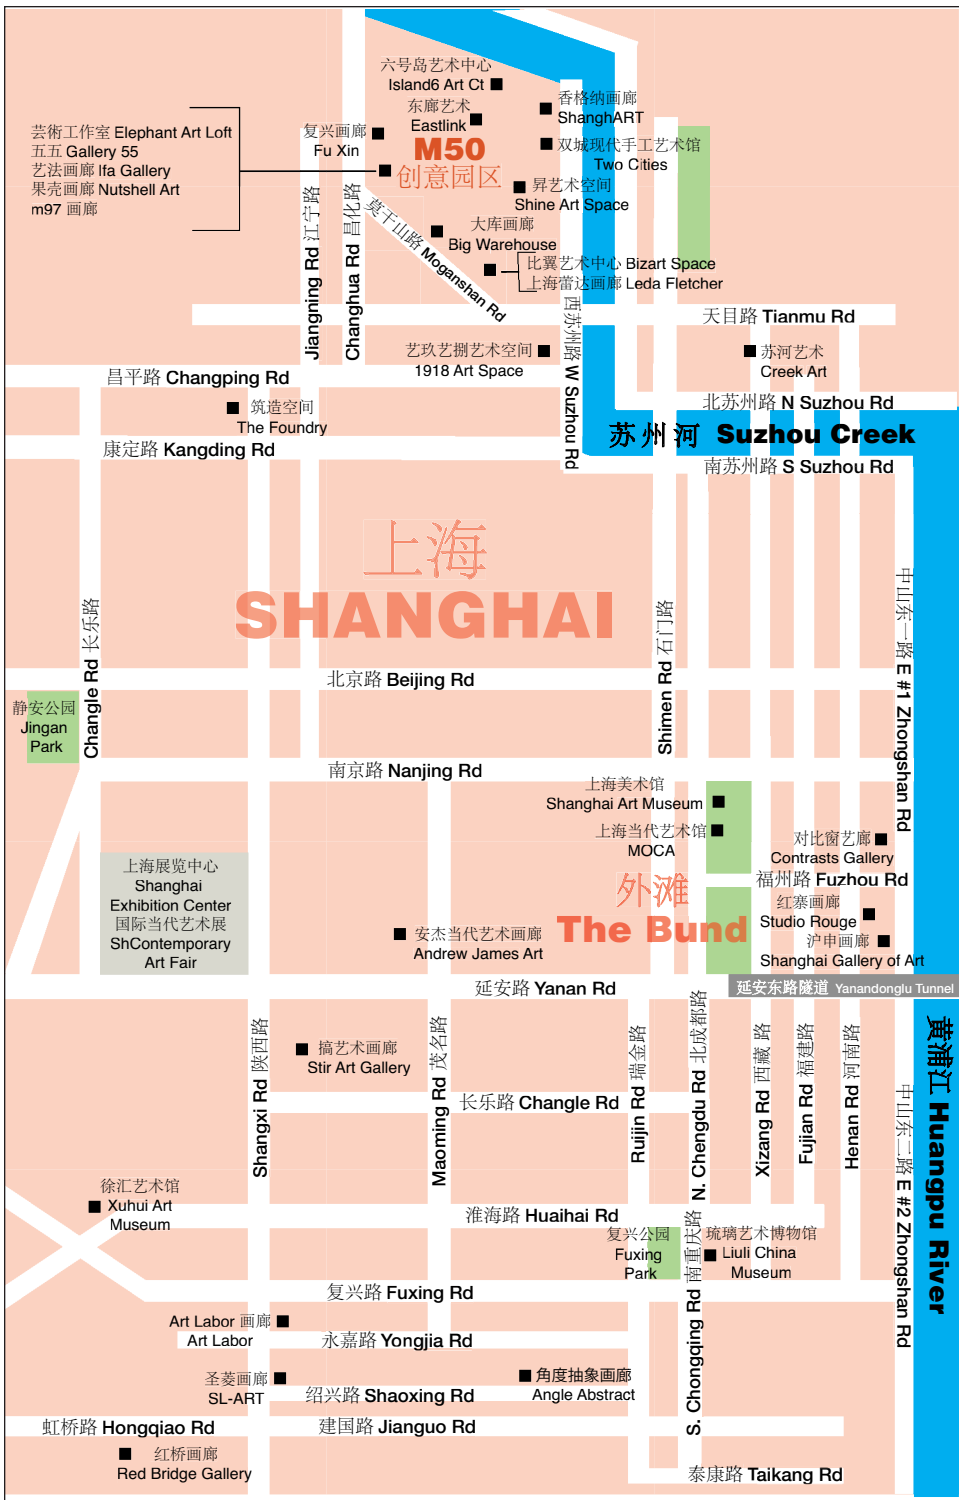 六号岛艺术中心
Island6 Art Ct
东廊艺术
Eastlink
香格纳画廊
ShanghART
芸術工作室 Elephant Art Loft
五五 Gallery 55
艺法画廊 Ifa Gallery
果壳画廊 Nutshell Art
m97 画廊
复兴画廊
Fu Xin
M50
创意园区
双城现代手工艺术馆
Two Cities
昇艺术空间
Shine Art Space
大库画廊
Big Warehouse
比翼艺术中心 Bizart Space
上海蕾达画廊 Leda Fletcher
Jiangning Rd 江宁路
Changhua Rd 昌化路
莫干山路 Moganshan Rd
天目路 Tianmu Rd
西苏州路 W Suzhou Rd
艺玖艺捌艺术空间
1918 Art Space
苏河艺术
Creek Art
昌平路 Changping Rd
筑造空间
The Foundry
北苏州路 N Suzhou Rd
苏州河 Suzhou Creek
康定路 Kangding Rd
南苏州路 S Suzhou Rd
上海
SHANGHAI
Changle Rd 长乐路
Shimen Rd 石门路
中山东一路 E #1 Zhongshan Rd
北京路 Beijing Rd
静安公园
Jingan
Park
南京路 Nanjing Rd
上海美术馆
Shanghai Art Museum
上海当代艺术馆
MOCA
对比窗艺廊
Contrasts Gallery
福州路 Fuzhou Rd
上海展览中心
Shanghai
Exhibition Center
国际当代艺术展
ShContemporary
Art Fair
外滩
The Bund
红寨画廊
Studio Rouge
沪申画廊
Shanghai Gallery of Art
安杰当代艺术画廊
Andrew James Art
延安路 Yanan Rd
延安东路隧道 Yanandonglu Tunnel
Shangxi Rd 陕西路
搞艺术画廊
Stir Art Gallery
Maoming Rd 茂名路
Ruijin Rd 瑞金路
N. Chengdu Rd 北成都路
Xizang Rd 西藏 路
Fujian Rd 福建路
Henan Rd 河南路
黄浦江 Huangpu River
中山东二路 E #2 Zhongshan Rd
长乐路 Changle Rd
徐汇艺术馆
Xuhui Art
Museum
淮海路 Huaihai Rd
复兴公园
Fuxing
Park
S. Chongqing Rd 南重庆路
琉璃艺术博物馆
Liuli China
Museum
复兴路 Fuxing Rd
Art Labor 画廊
Art Labor
永嘉路 Yongjia Rd
圣菱画廊
SL-ART
绍兴路 Shaoxing Rd
角度抽象画廊
Angle Abstract
虹桥路 Hongqiao Rd
建国路 Jianguo Rd
红桥画廊
Red Bridge Gallery
泰康路 Taikang Rd